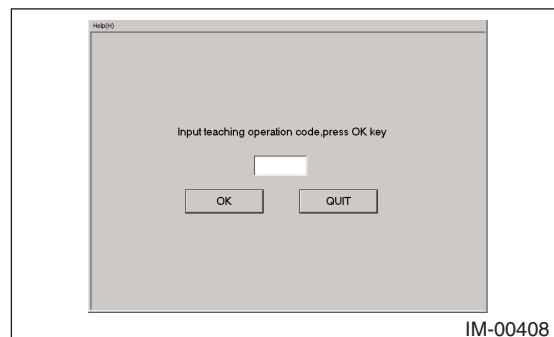 Help(H)
Input teaching operation code,press OK key
OK QUIT
IM-00408